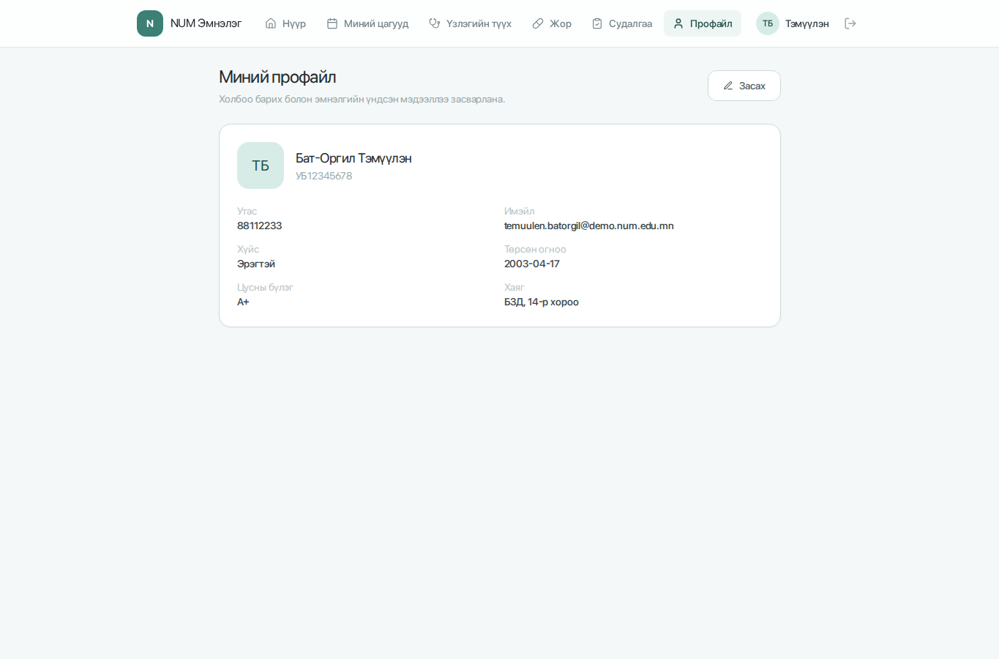 N NUM Эмнэлэг Нүүр Миний цагууд Үзлэгийн түүх Жор Судалгаа Профайл ТБ Тэмүүлэн
Миний профайл
Засах
Холбоо барих болон эмнэлгийн үндсэн мэдээллээ засварлана.
ТБ
Бат-Оргил Тэмүүлэн
УБ12345678
Утас
88112233
Имэйл
temuulen.batorgil@demo.num.edu.mn
Хүйс
Эрэгтэй
Төрсөн огноо
2003-04-17
Цусны бүлэг
A+
Хаяг
БЗД, 14-р хороо